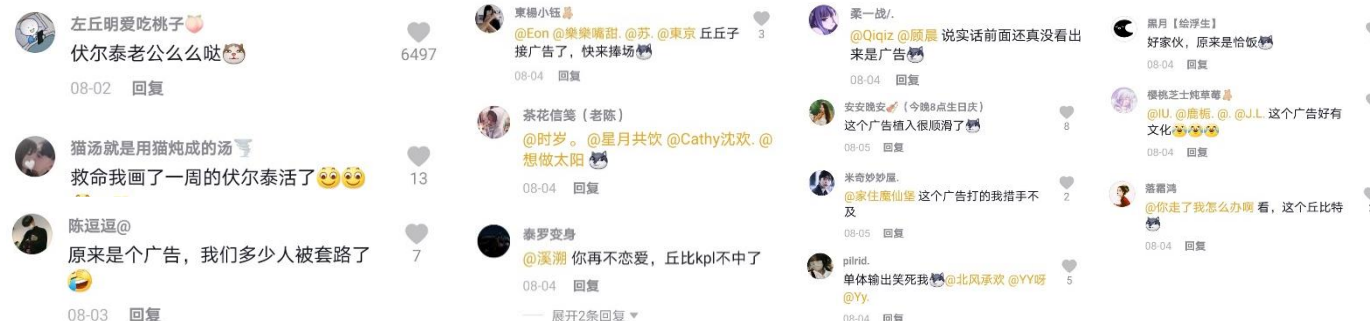 左丘明爱吃桃子🍑
伏尔泰老公么么哒
6497
08-02 回复
猫汤就是用猫炖成的汤🌪️
救命我画了一周的伏尔泰活了
13
陈逗逗@
原来是个广告，我们多少人被套路了
7
08-03 回复
東楊小钰
@Eon @樂樂嘴甜. @苏. @東京 丘丘子
接广告了，快来捧场
3
08-04 回复
茶花信笺（老陈）
@时岁。 @星月共饮 @Cathy沈欢. @
想做太阳
08-04 回复
泰罗变身
@溪溯 你再不恋爱，丘比kpl不中了
08-04 回复
展开2条回复
柔一战/.
@Qiqiz @顾晨 说实话前面还真没看出
来是广告
08-04 回复
安安晚安（今晚8点生日庆）
这个广告植入很顺滑了
8
08-05 回复
米奇妙妙屋.
@家住魔仙堡 这个广告打的我措手不
及
2
08-05 回复
pilrid.
单体输出笑死我@北风承欢 @YY呀
@Yy.
5
08-04 回复
黑月【绘浮生】
好家伙，原来是恰饭
08-04 回复
樱桃芝士炖草莓
@IU. @鹿栀. @. @J.L. 这个广告好有
文化😂😂😂
08-04 回复
落霜鸿
@你走了我怎么办啊 看，这个丘比特
08-04 回复